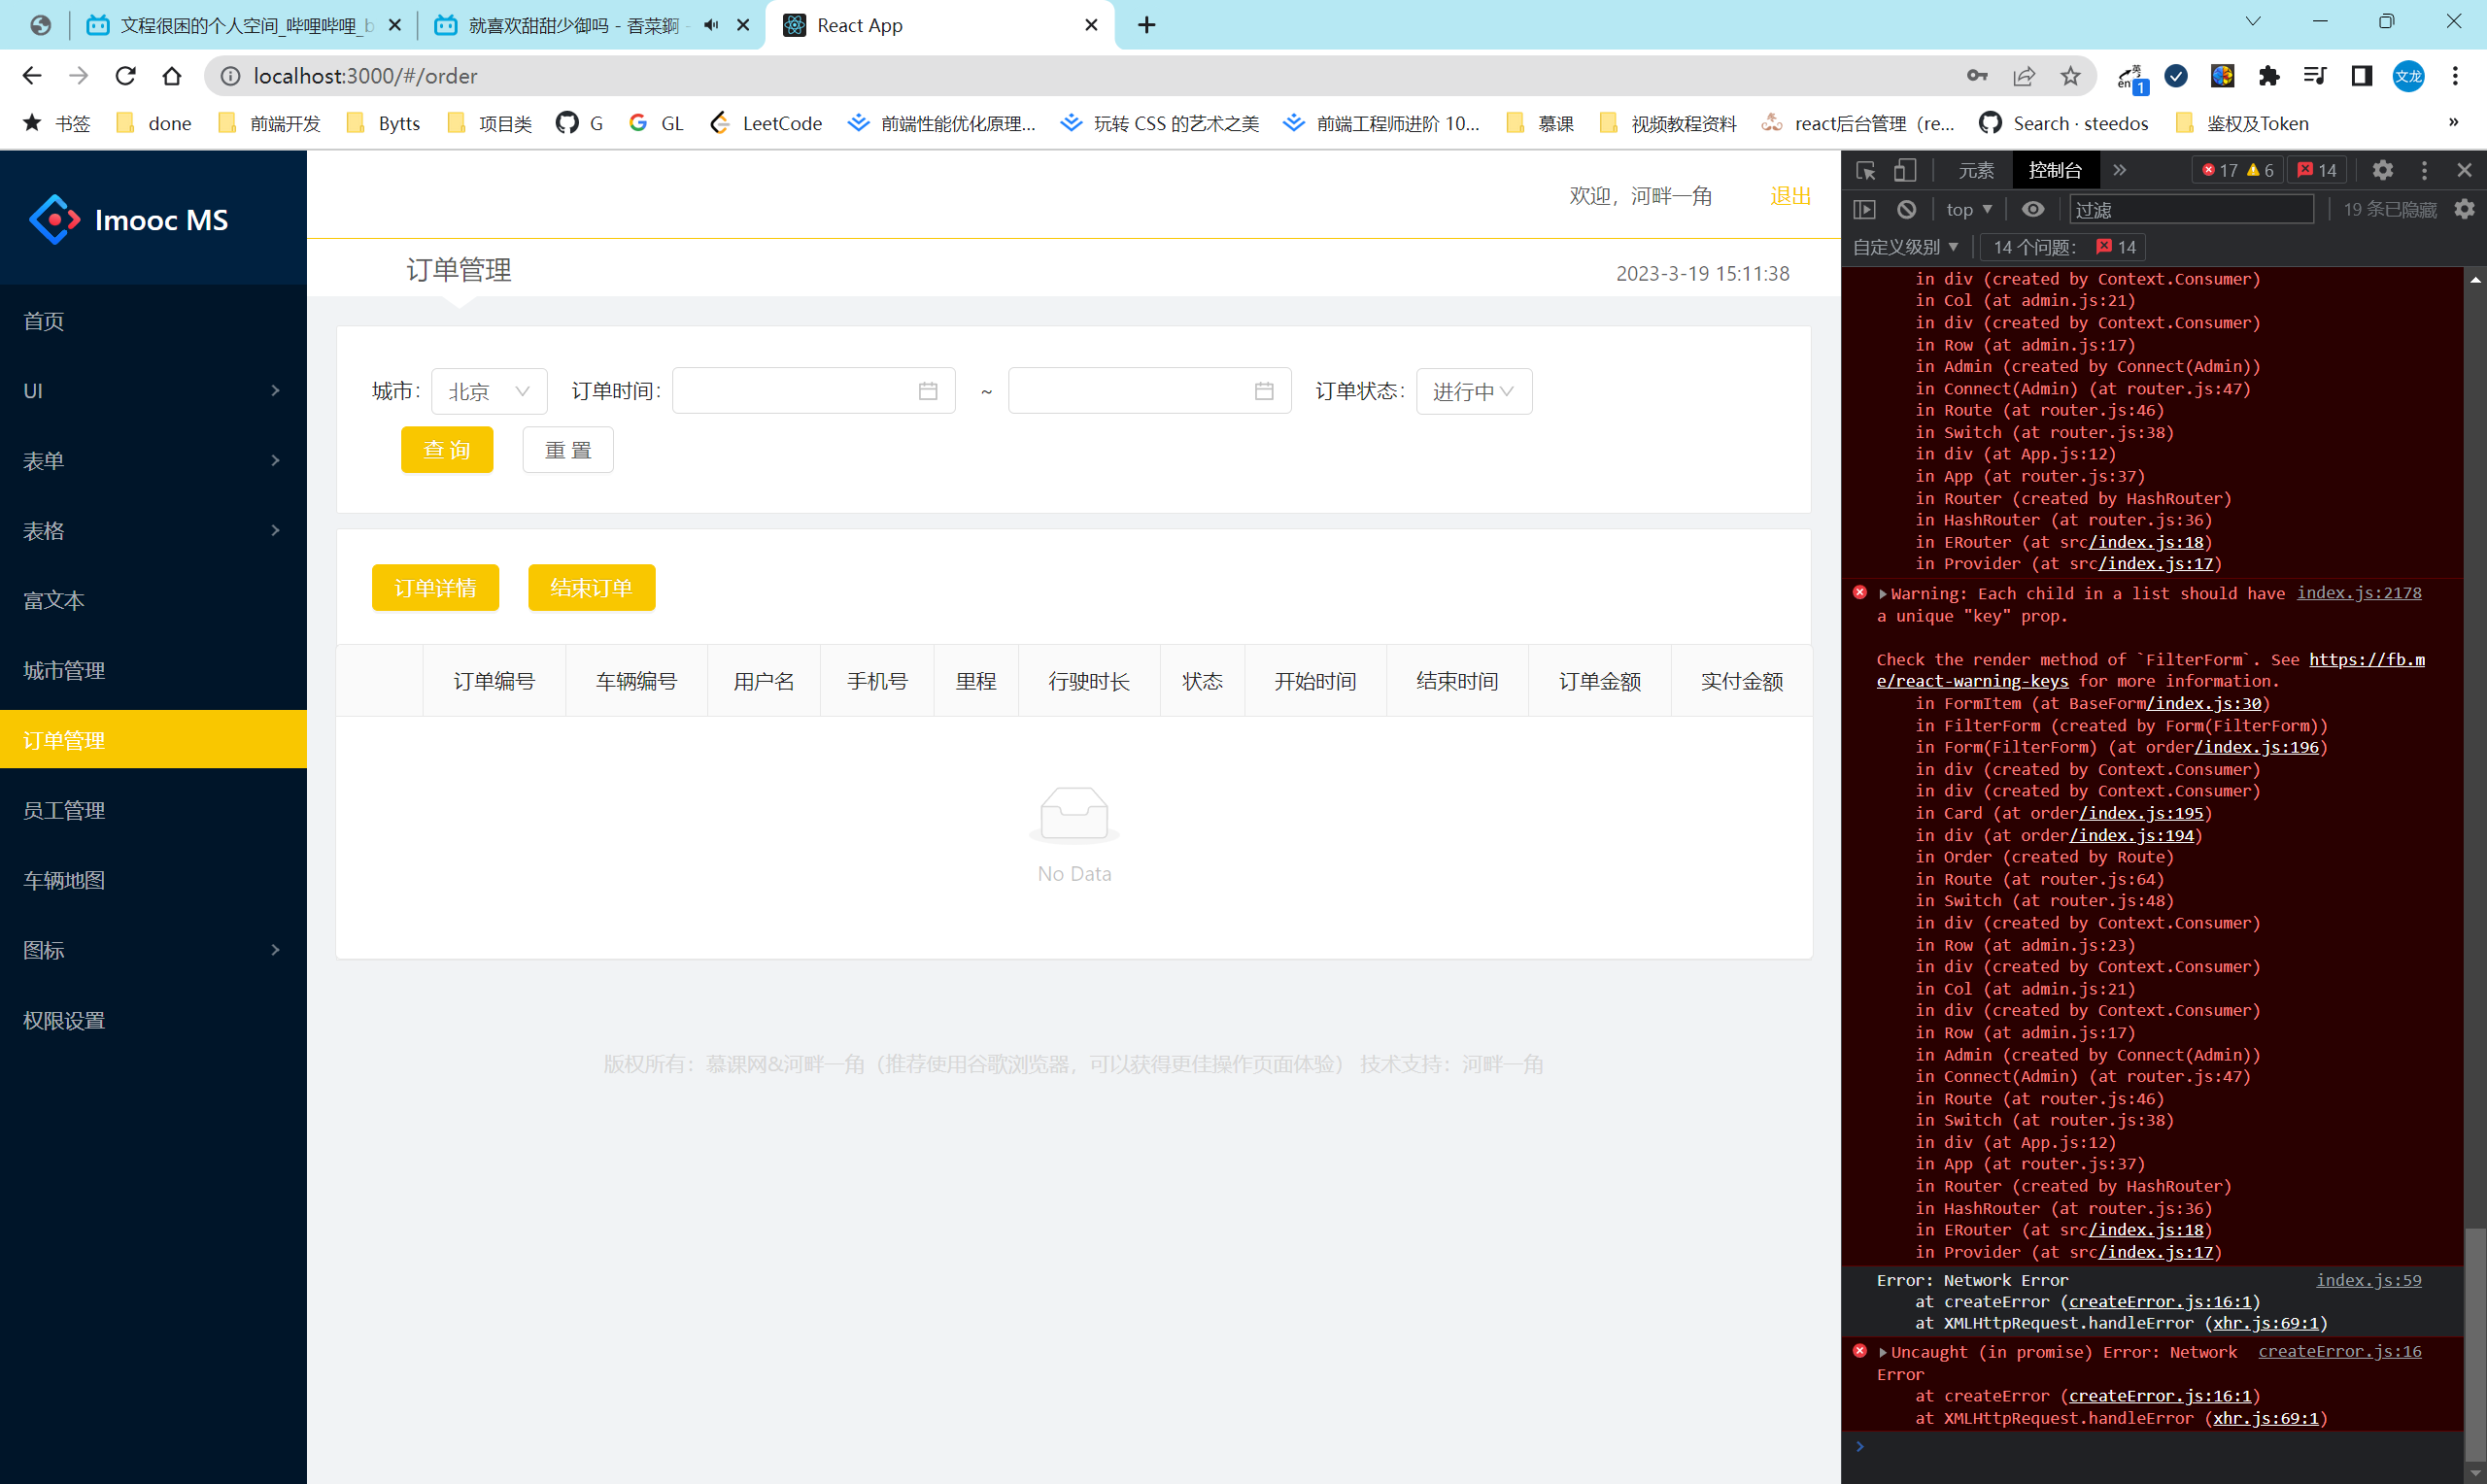 文程很困的个人空间_哔哩哔哩_b
就喜欢甜甜少御吗 - 香菜銅 -
React App
localhost:3000/#/order
英
en
1
文龙
书签
done
前端开发
Bytts
项目类
G
GL
LeetCode
前端性能优化原理...
玩转 CSS 的艺术之美
前端工程师进阶 10...
慕课
视频教程资料
react后台管理（re...
Search · steedos
鉴权及Token
»
Imooc MS
首页
UI
表单
表格
富文本
城市管理
订单管理
员工管理
车辆地图
图标
权限设置
欢迎，河畔一角
退出
订单管理
2023-3-19 15:11:38
城市：
北京
订单时间：
~
订单状态：
进行中
查 询
重 置
订单详情
结束订单
订单编号 车辆编号 用户名 手机号 里程 行驶时长 状态 开始时间 结束时间 订单金额 实付金额
No Data
版权所有：慕课网&河畔一角（推荐使用谷歌浏览器，可以获得更佳操作页面体验） 技术支持：河畔一角
元素
控制台
»
17
6
14
top
过滤
19 条已隐藏
自定义级别
14 个问题：
14
in div (created by Context.Consumer)
in Col (at admin.js:21)
in div (created by Context.Consumer)
in Row (at admin.js:17)
in Admin (created by Connect(Admin))
in Connect(Admin) (at router.js:47)
in Route (at router.js:46)
in Switch (at router.js:38)
in div (at App.js:12)
in App (at router.js:37)
in Router (created by HashRouter)
in HashRouter (at router.js:36)
in ERouter (at src/index.js:18)
in Provider (at src/index.js:17)
Warning: Each child in a list should have index.js:2178
a unique "key" prop.
Check the render method of `FilterForm`. See https://fb.m
e/react-warning-keys for more information.
in FormItem (at BaseForm/index.js:30)
in FilterForm (created by Form(FilterForm))
in Form(FilterForm) (at order/index.js:196)
in div (created by Context.Consumer)
in div (created by Context.Consumer)
in Card (at order/index.js:195)
in div (at order/index.js:194)
in Order (created by Route)
in Route (at router.js:64)
in Switch (at router.js:48)
in div (created by Context.Consumer)
in Row (at admin.js:23)
in div (created by Context.Consumer)
in Col (at admin.js:21)
in div (created by Context.Consumer)
in Row (at admin.js:17)
in Admin (created by Connect(Admin))
in Connect(Admin) (at router.js:47)
in Route (at router.js:46)
in Switch (at router.js:38)
in div (at App.js:12)
in App (at router.js:37)
in Router (created by HashRouter)
in HashRouter (at router.js:36)
in ERouter (at src/index.js:18)
in Provider (at src/index.js:17)
Error: Network Error index.js:59
at createError (createError.js:16:1)
at XMLHttpRequest.handleError (xhr.js:69:1)
Uncaught (in promise) Error: Network createError.js:16
Error
at createError (createError.js:16:1)
at XMLHttpRequest.handleError (xhr.js:69:1)